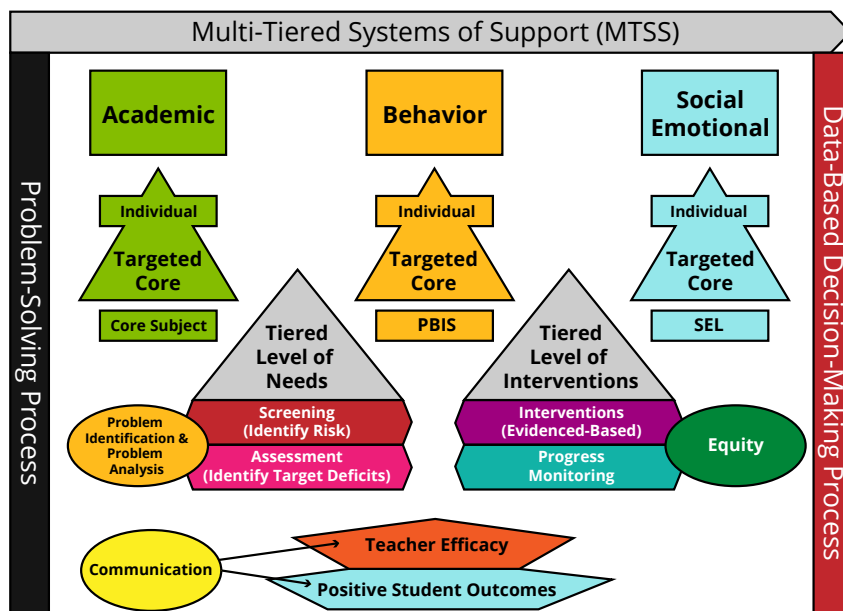 Multi-Tiered Systems of Support (MTSS)
Problem-Solving Process
Data-Based Decision-Making Process
Academic
Behavior
Social
Emotional
Individual
Targeted
Core
Core Subject
Individual
Targeted
Core
PBIS
Individual
Targeted
Core
SEL
Tiered
Level of
Needs
Screening
(Identify Risk)
Assessment
(Identify Target Deficits)
Problem
Identification &
Problem
Analysis
Tiered
Level of
Interventions
Interventions
(Evidenced-Based)
Progress
Monitoring
Equity
Communication
Teacher Efficacy
Positive Student Outcomes